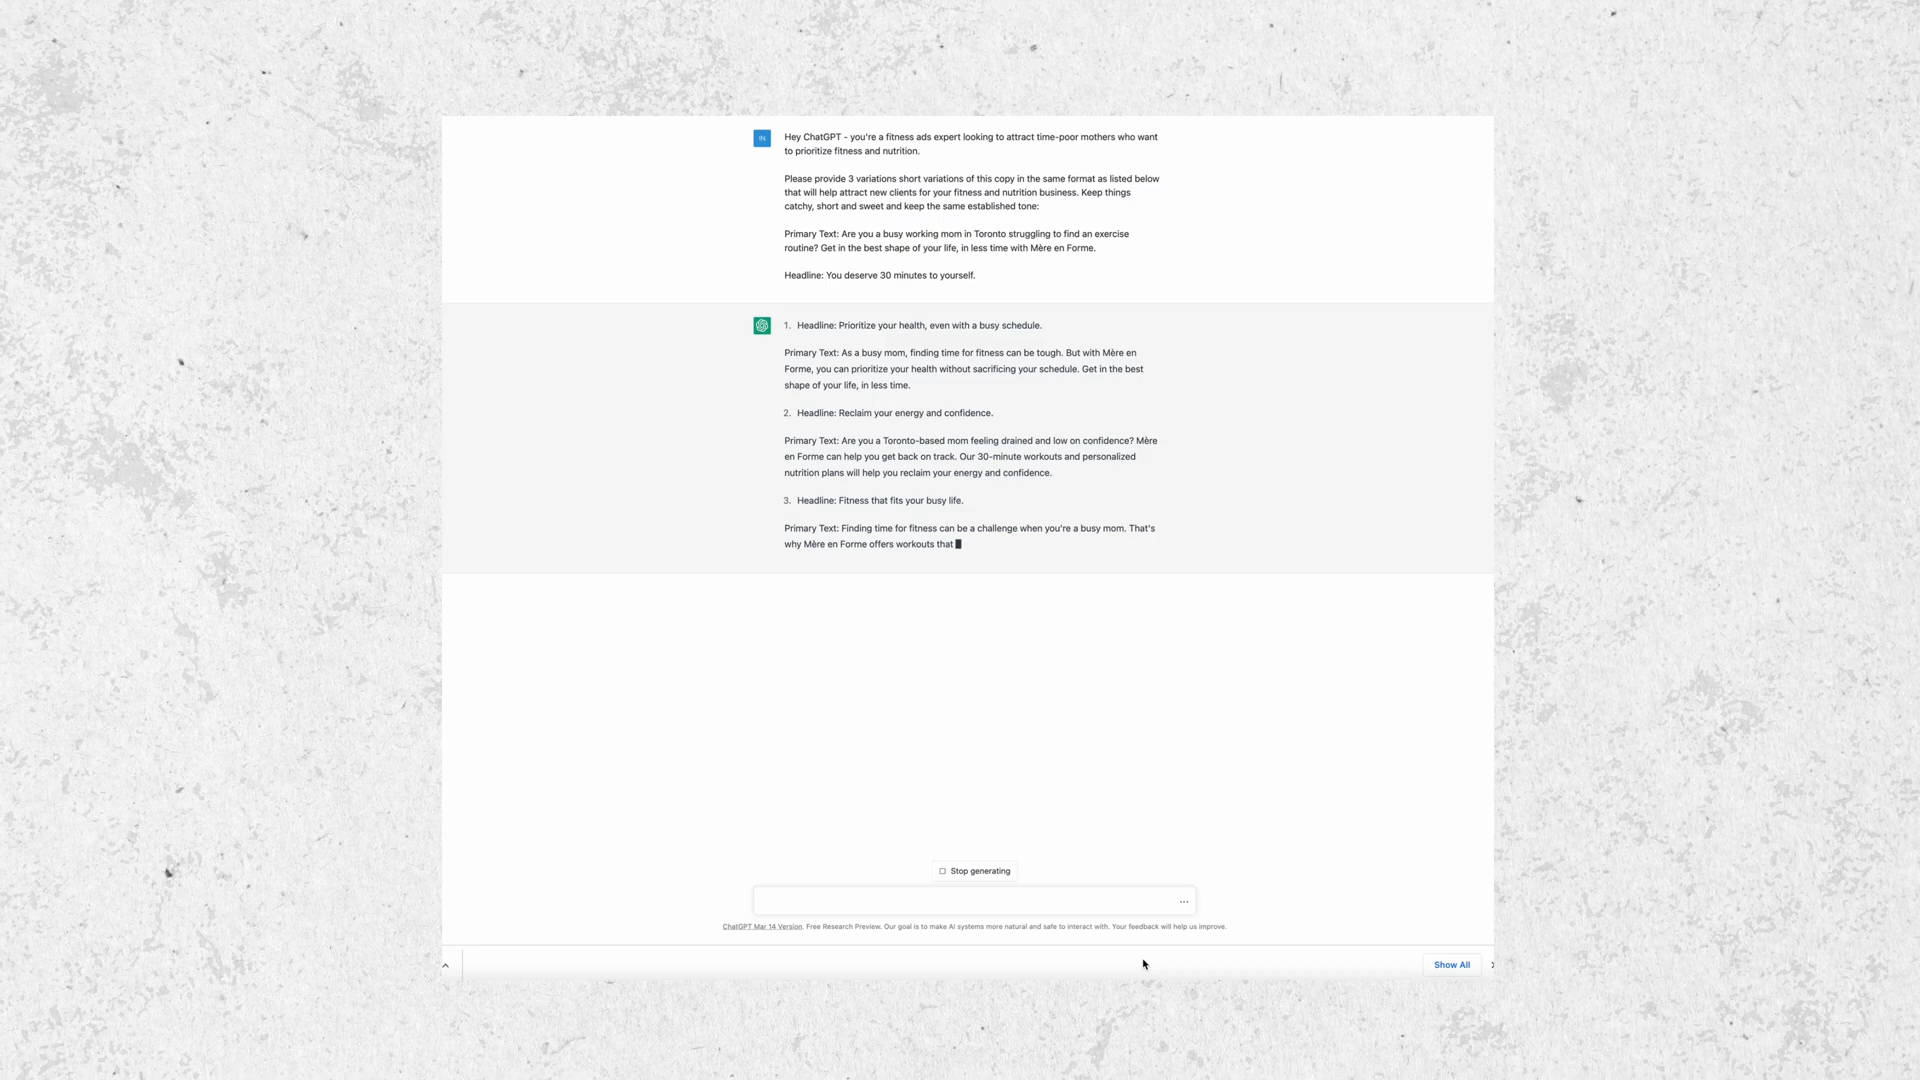 IN
Hey ChatGPT - you're a fitness ads expert looking to attract time-poor mothers who want
to prioritize fitness and nutrition.
Please provide 3 variations short variations of this copy in the same format as listed below
that will help attract new clients for your fitness and nutrition business. Keep things
catchy, short and sweet and keep the same established tone:
Primary Text: Are you a busy working mom in Toronto struggling to find an exercise
routine? Get in the best shape of your life, in less time with Mère en Forme.
Headline: You deserve 30 minutes to yourself.
1. Headline: Prioritize your health, even with a busy schedule.
Primary Text: As a busy mom, finding time for fitness can be tough. But with Mère en
Forme, you can prioritize your health without sacrificing your schedule. Get in the best
shape of your life, in less time.
2. Headline: Reclaim your energy and confidence.
Primary Text: Are you a Toronto-based mom feeling drained and low on confidence? Mère
en Forme can help you get back on track. Our 30-minute workouts and personalized
nutrition plans will help you reclaim your energy and confidence.
3. Headline: Fitness that fits your busy life.
Primary Text: Finding time for fitness can be a challenge when you're a busy mom. That's
why Mère en Forme offers workouts that
Stop generating
ChatGPT Mar 14 Version. Free Research Preview. Our goal is to make AI systems more natural and safe to interact with. Your feedback will help us improve.
Show All